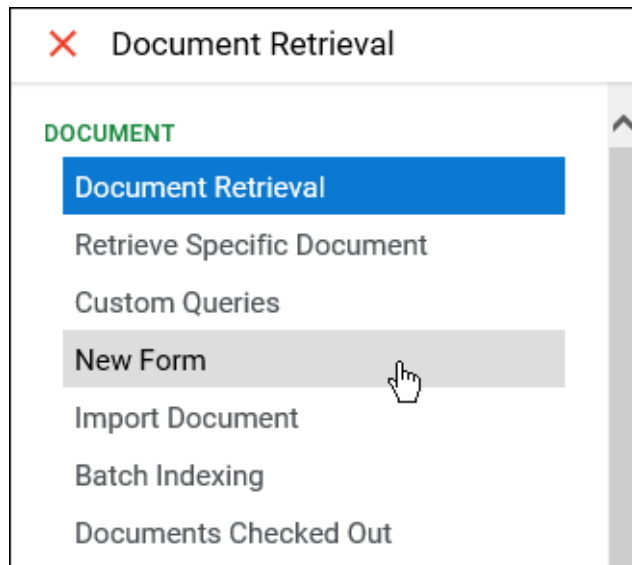 Document Retrieval
DOCUMENT
Document Retrieval
Retrieve Specific Document
Custom Queries
New Form
Import Document
Batch Indexing
Documents Checked Out